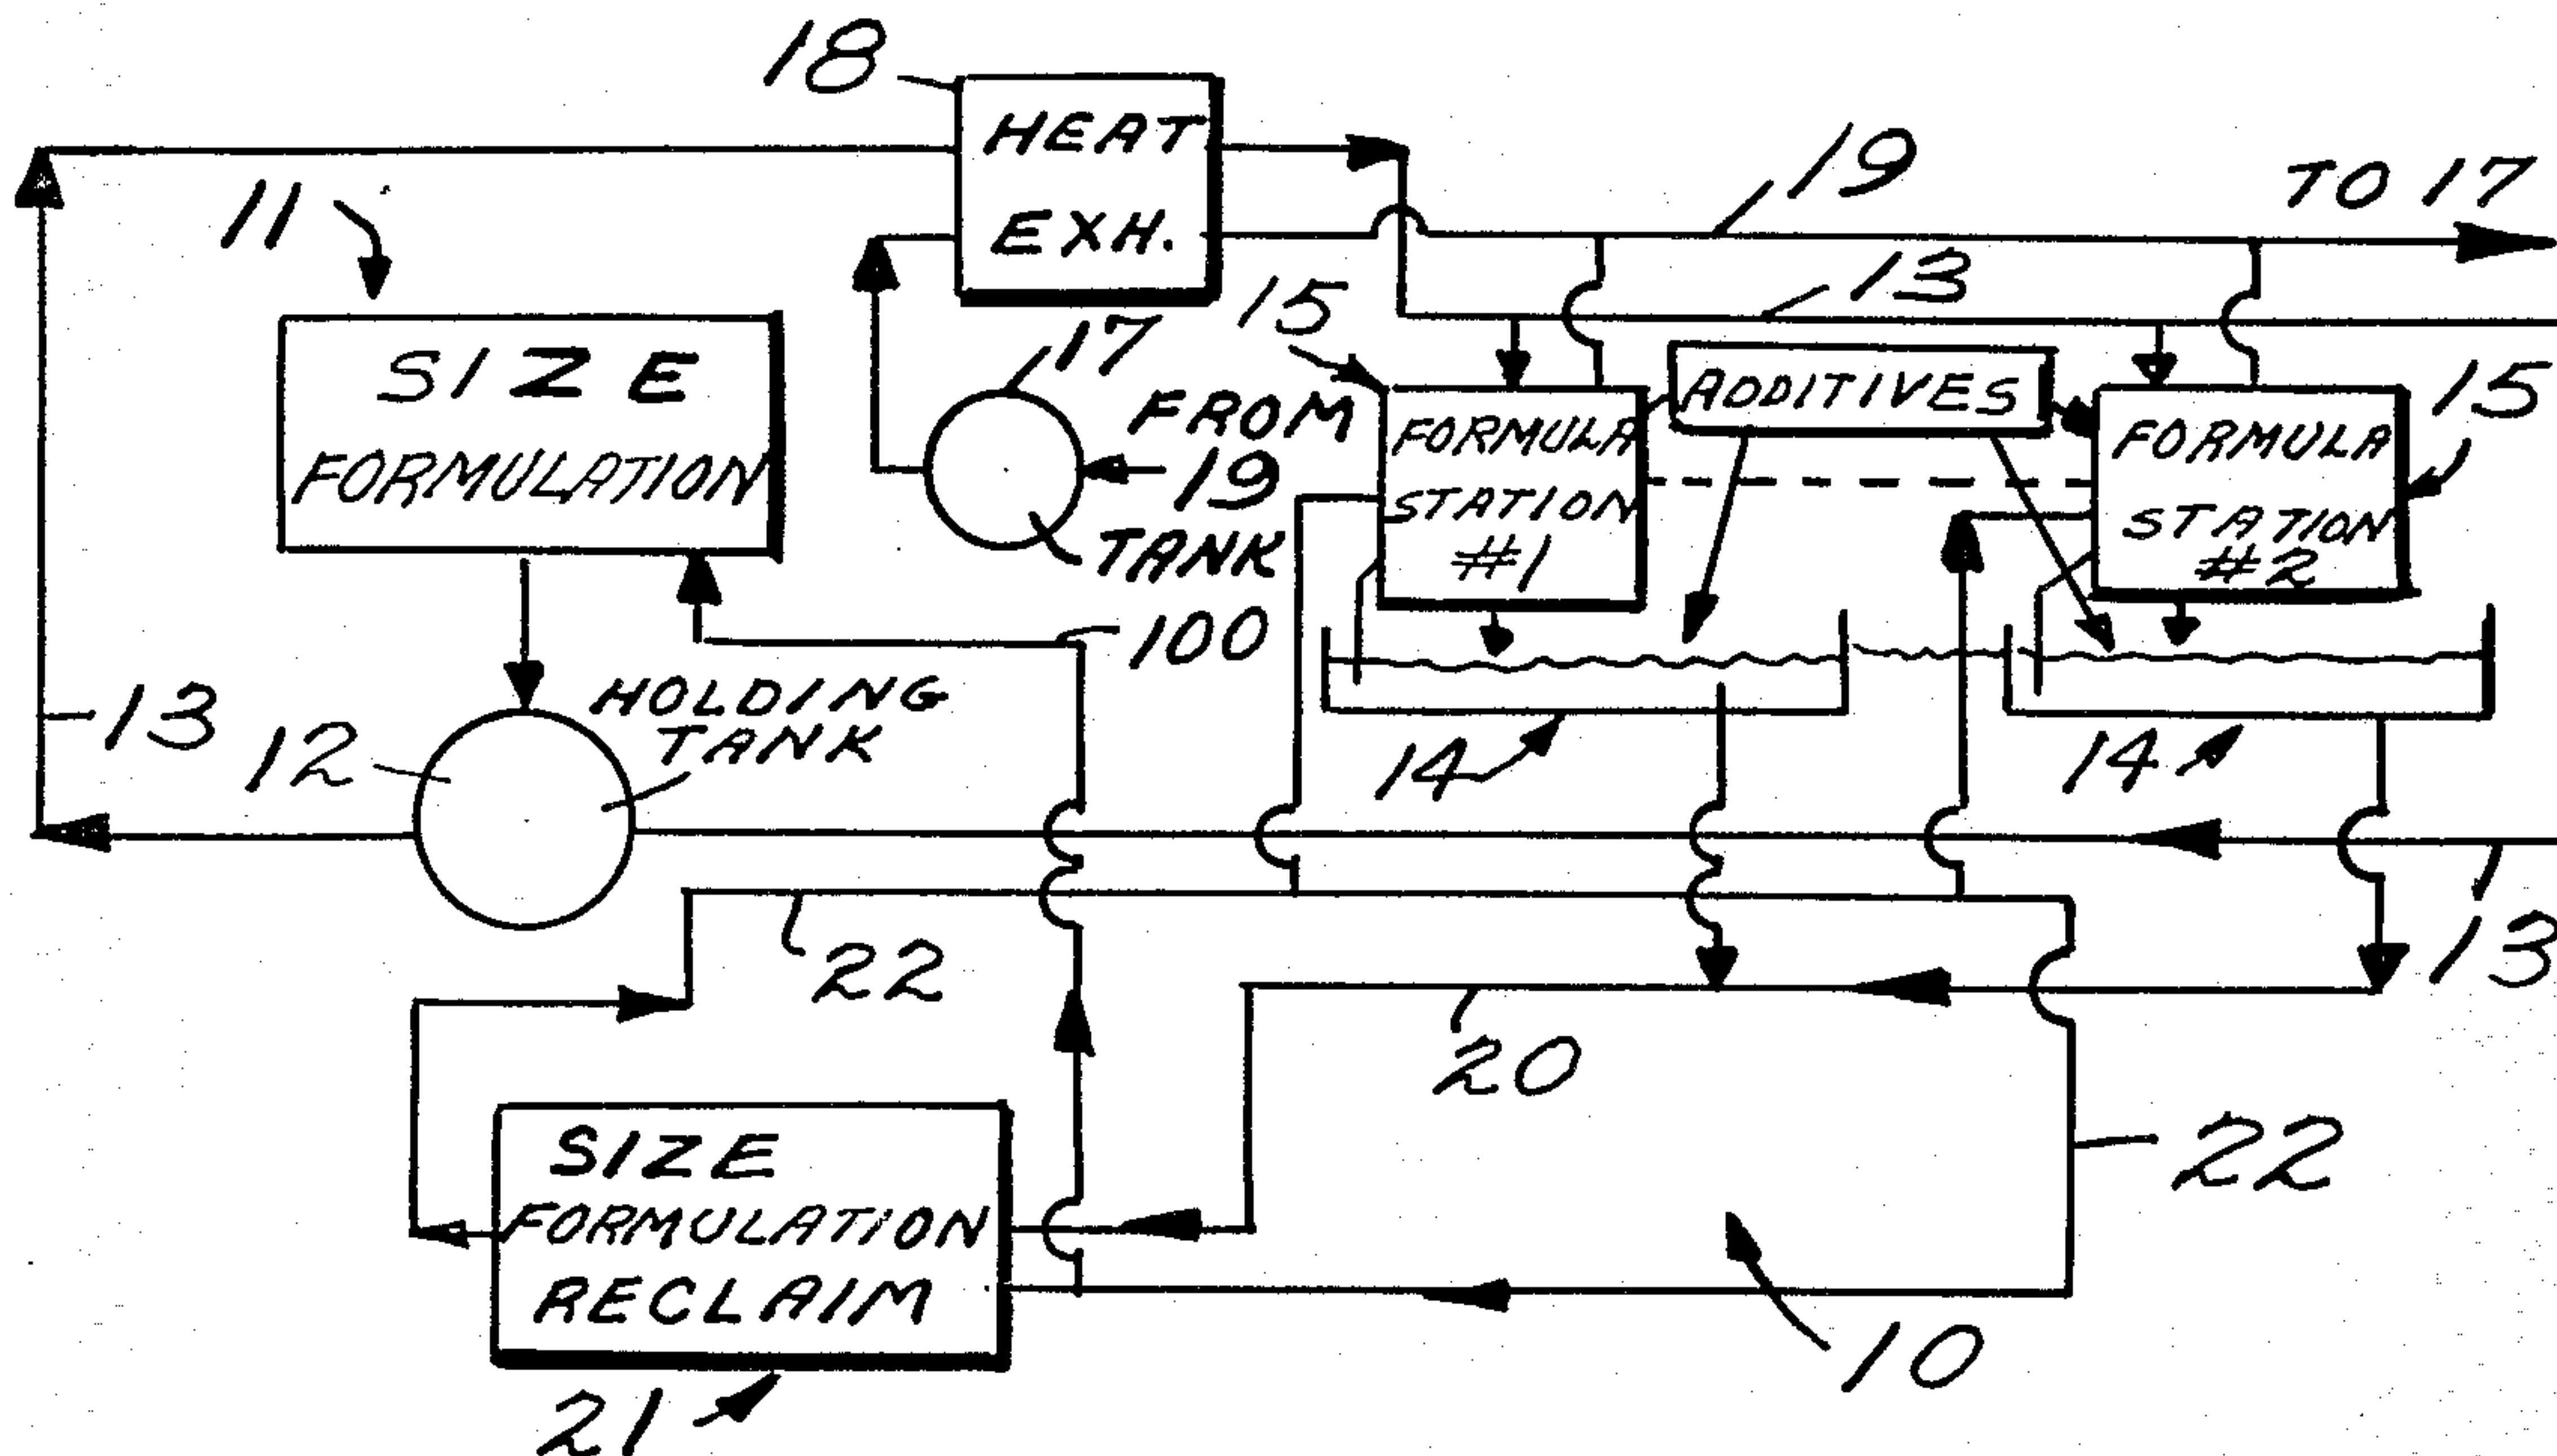 18
HEAT
EXH.
19
TO 17
11
13
15
17
SIZE
FORMULATION
FROM
19
TANK
ADDITIVES
FORMULA
STATION
#1
FORMULA
STATION
#2
15
100
HOLDING
TANK
13
12
14
14
22
13
20
22
SIZE
FORMULATION
RECLAIM
10
21